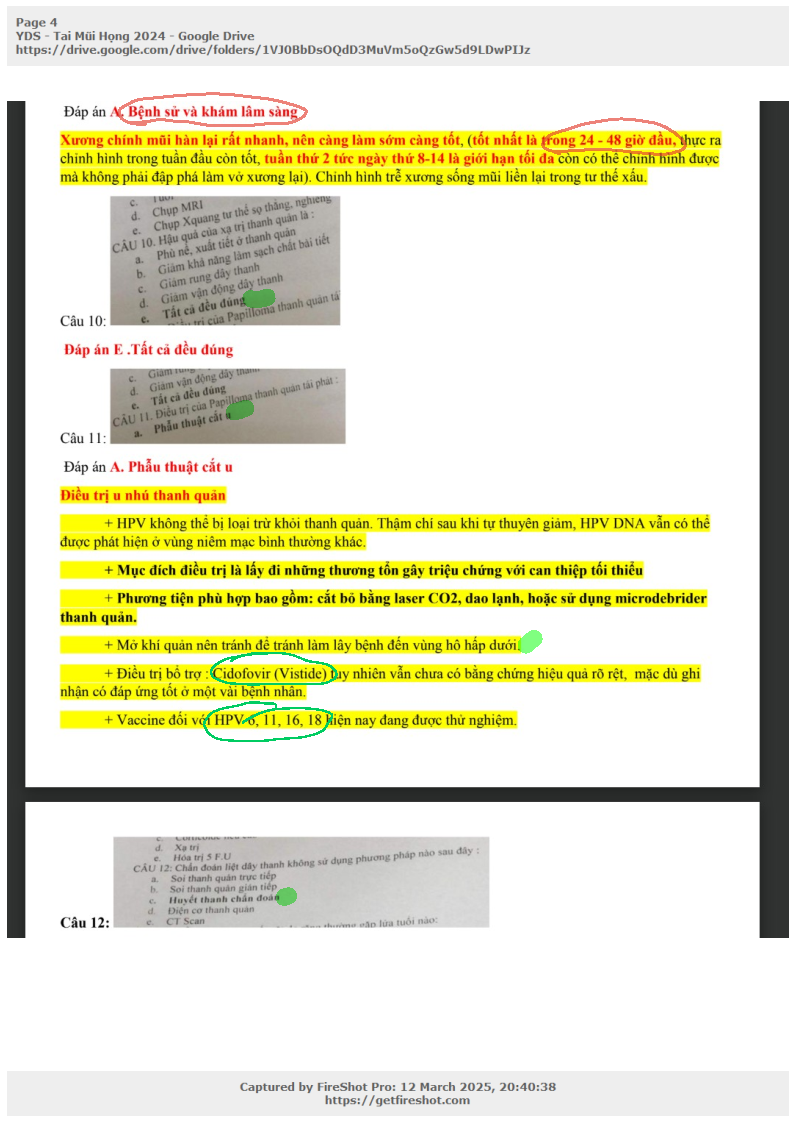 Page 4
YDS - Tai Mũi Họng 2024 - Google Drive
https://drive.google.com/drive/folders/1VJ0BbDsOQdD3MuVm5oQzGw5d9LDwPIJz
Đáp án A. Bệnh sử và khám lâm sàng
Xương chính mũi hàn lại rất nhanh, nên càng làm sớm càng tốt, (tốt nhất là trong 24 - 48 giờ đầu, thực ra
chỉnh hình trong tuần đầu còn tốt, tuần thứ 2 tức ngày thứ 8-14 là giới hạn tối đa còn có thể chỉnh hình được
mà không phải đập phá làm vỡ xương lại). Chỉnh hình trễ xương sống mũi liền lại trong tư thế xấu.
c.
d. Chụp MRI
e. Chụp Xquang tư thế sọ thẳng, nghiêng
CÂU 10. Hậu quả của xạ trị thanh quản là :
a. Phù nề, xuất tiết ở thanh quản
b. Giảm khả năng làm sạch chất bài tiết
c. Giảm rung dây thanh
d. Giảm vận động dây thanh
e. Tất cả đều đúng
trị của Papilloma thanh quản tá
Câu 10:
Đáp án E .Tất cả đều đúng
c. Giảm rung dây thanh
d. Giảm vận động dây thanh
e. Tất cả đều đúng
CÂU 11. Điều trị của Papilloma thanh quản tái phát :
a. Phẫu thuật cắt u
Câu 11:
Đáp án A. Phẫu thuật cắt u
Điều trị u nhú thanh quản
+ HPV không thể bị loại trừ khỏi thanh quản. Thậm chí sau khi tự thuyên giảm, HPV DNA vẫn có thể
được phát hiện ở vùng niêm mạc bình thường khác.
+ Mục đích điều trị là lấy đi những thương tổn gây triệu chứng với can thiệp tối thiểu
+ Phương tiện phù hợp bao gồm: cắt bỏ bằng laser CO2, dao lạnh, hoặc sử dụng microdebrider
thanh quản.
+ Mở khí quản nên tránh để tránh làm lây bệnh đến vùng hô hấp dưới.
+ Điều trị bổ trợ : Cidofovir (Vistide) tuy nhiên vẫn chưa có bằng chứng hiệu quả rõ rệt, mặc dù ghi
nhận có đáp ứng tốt ở một vài bệnh nhân.
+ Vaccine đối với HPV 6, 11, 16, 18 hiện nay đang được thử nghiệm.
c.
d. Xạ trị
e. Hóa trị 5 F.U
CÂU 12: Chẩn đoán liệt dây thanh không sử dụng phương pháp nào sau đây :
a. Soi thanh quản trực tiếp
b. Soi thanh quản gián tiếp
c. Huyết thanh chẩn đoán
d. Điện cơ thanh quản
e. CT Scan
thường gặp lứa tuổi nào:
Câu 12:
Captured by FireShot Pro: 12 March 2025, 20:40:38
https://getfireshot.com